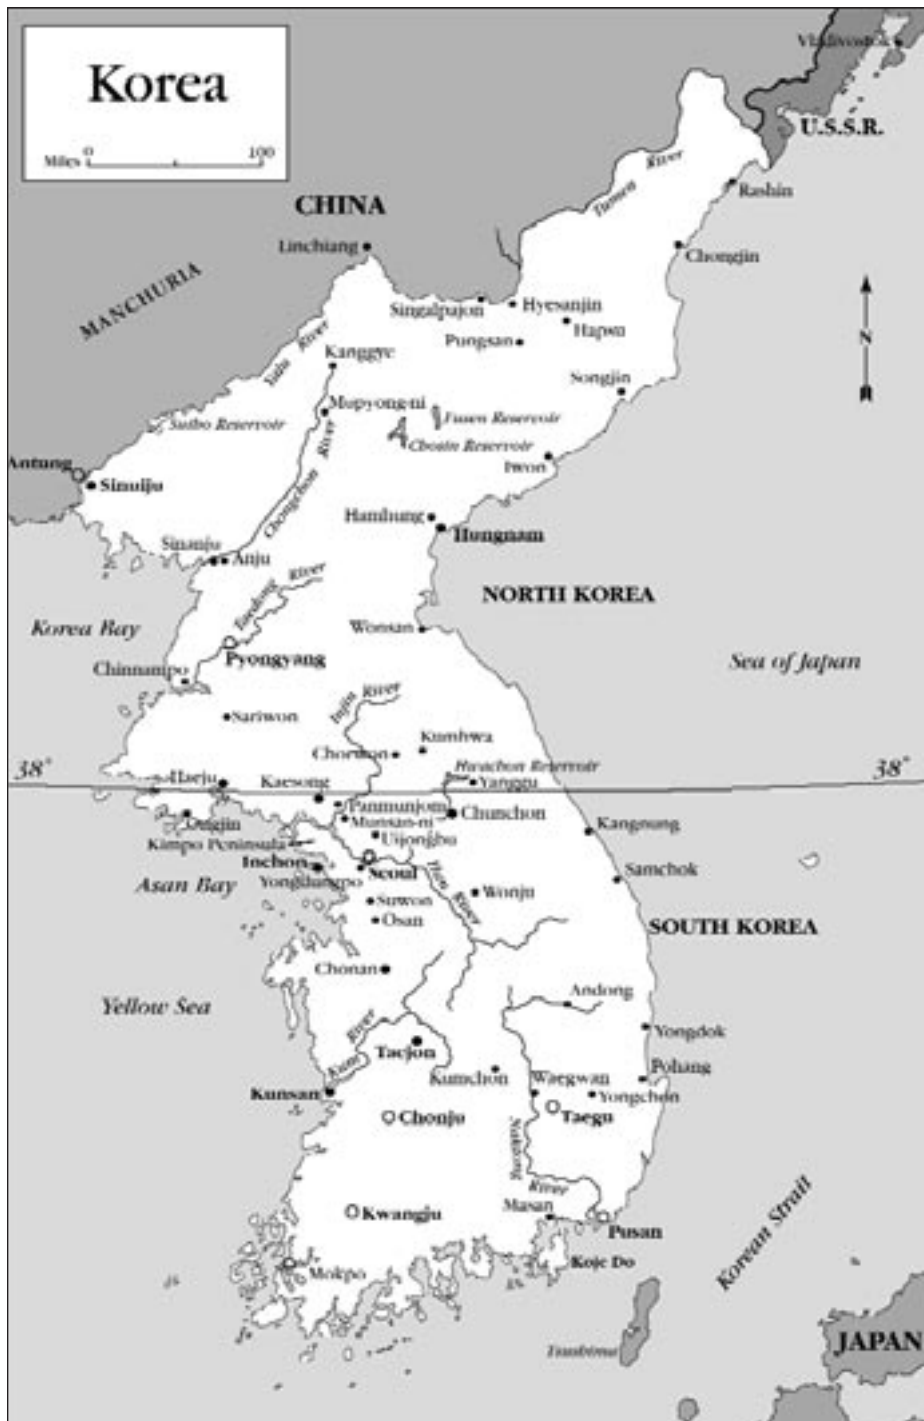 Korea
0 100
Miles
Vladivostok
U.S.S.R.
Tumen River
Rashin
CHINA
Linchiang
Chongjin
MANCHURIA
Singalpajon
Hyesanjin
Hapsu
Pungsan
N
Yalu River
Kanggye
Songjin
Mupyong-ni
Fusen Reservoir
Suiho Reservoir
Chosin Reservoir
Antung
Iwon
Sinuiju
Chongchon River
Hamhung
Hungnam
Sinanju
Anju
Taedong River
NORTH KOREA
Korea Bay
Wonsan
Pyongyang
Sea of Japan
Chinnampo
Imjin River
Sariwon
Kumhwa
Chorwon
Hwachon Reservoir
38°
38°
Haeju
Kaesong
Yanggu
Panmunjom
Chunchon
Ongjin
Munsan-ni
Kangnung
Kimpo Peninsula
Uijongbu
Inchon
Seoul
Asan Bay
Yongdungpo
Han River
Samchok
Suwon
Wonju
Osan
SOUTH KOREA
Chonan
Yellow Sea
Andong
Kum River
Yongdok
Taejon
Kumchon
Waegwan
Pohang
Kunsan
Yongchon
Chonju
Taegu
Naktong River
Kwangju
Masan
Pusan
Korean Strait
Mokpo
Koje Do
Tsushima
JAPAN